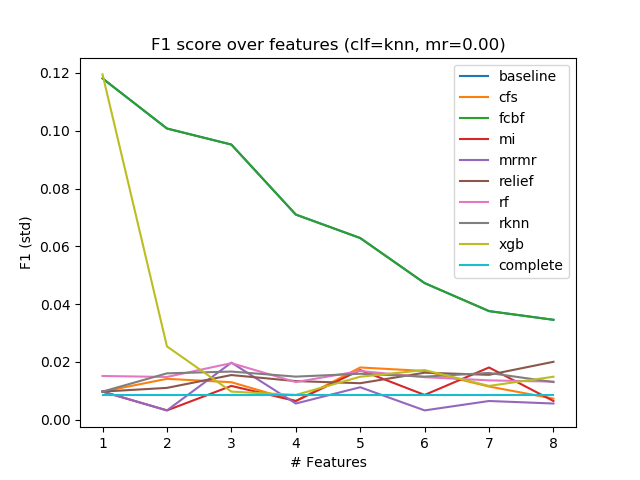 F1 score over features (clf=knn, mr=0.00)
F1 (std)
0.12
0.10
0.08
0.06
0.04
0.02
0.00
baseline
cfs
fcbf
mi
mrmr
relief
rf
rknn
xgb
complete
1 2 3 4 5 6 7 8
# Features